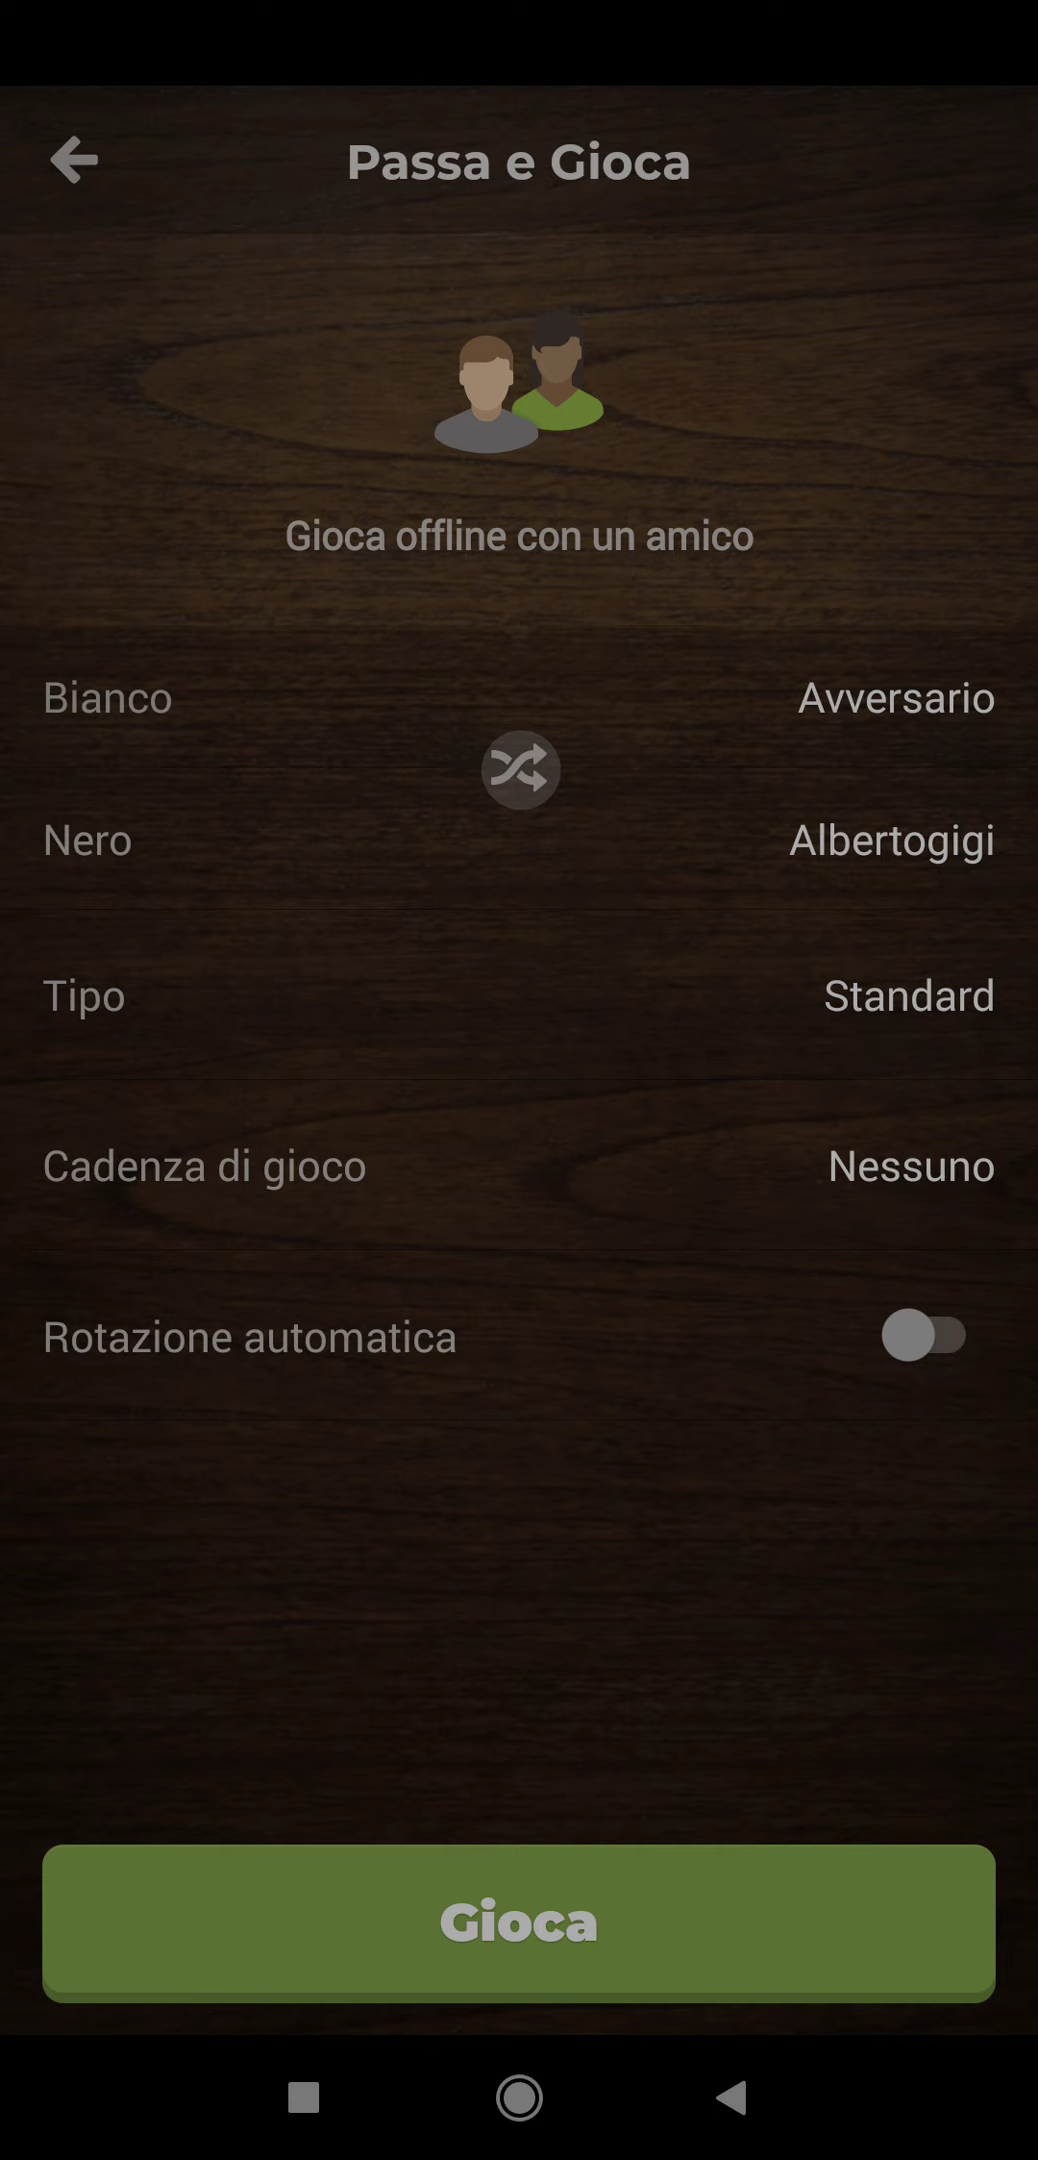 Passa e Gioca
Gioca offline con un amico
Bianco Avversario
Nero Albertogigi
Tipo Standard
Cadenza di gioco Nessuno
Rotazione automatica
Gioca